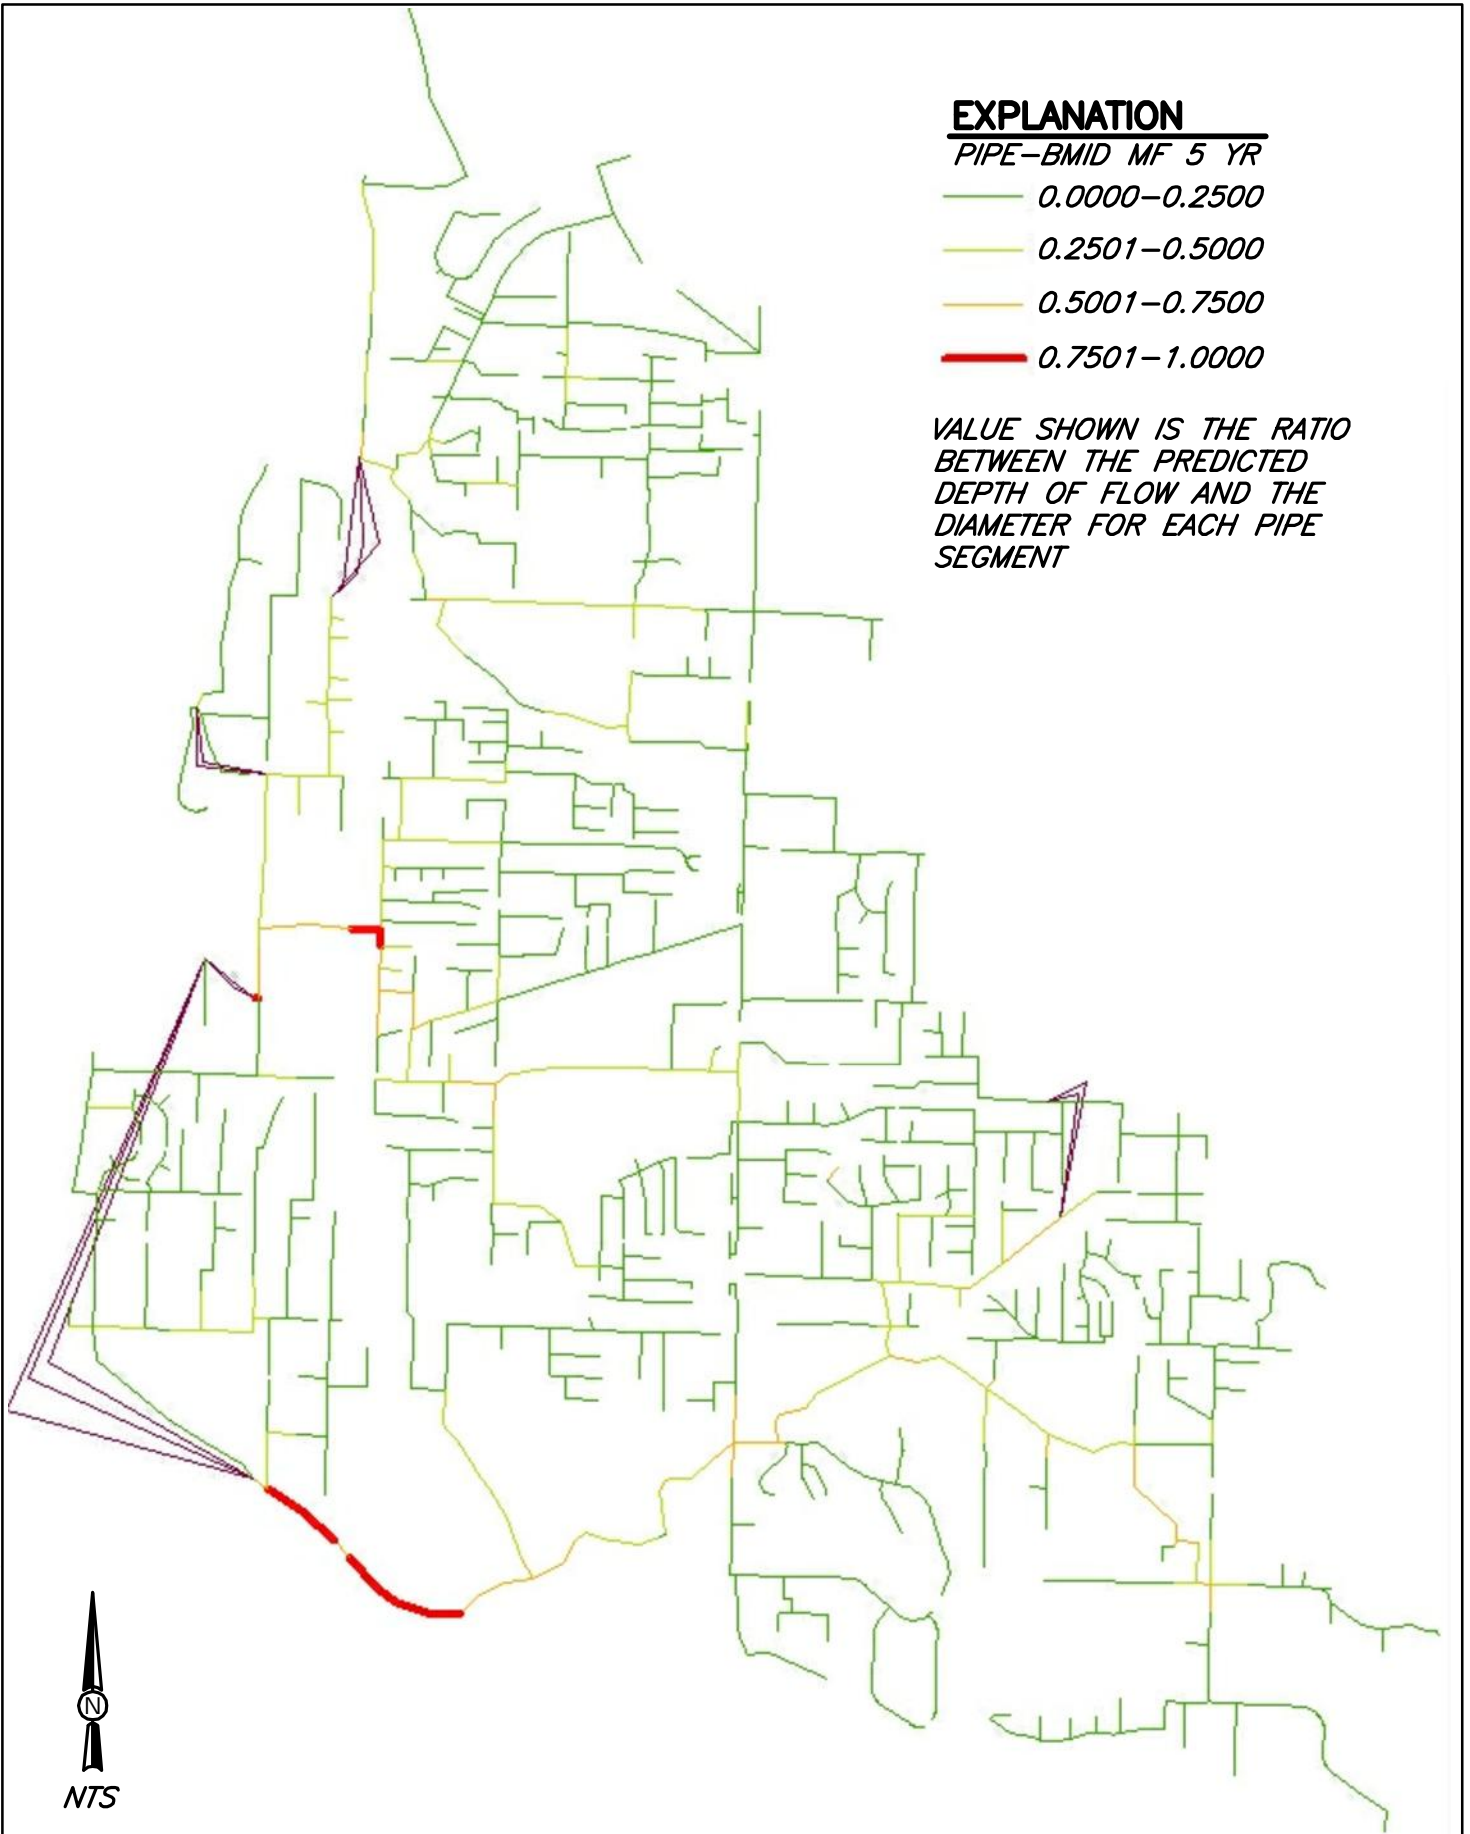 EXPLANATION
PIPE-BMID MF 5 YR
0.0000-0.2500
0.2501-0.5000
0.5001-0.7500
0.7501-1.0000
VALUE SHOWN IS THE RATIO
BETWEEN THE PREDICTED
DEPTH OF FLOW AND THE
DIAMETER FOR EACH PIPE
SEGMENT
N
NTS